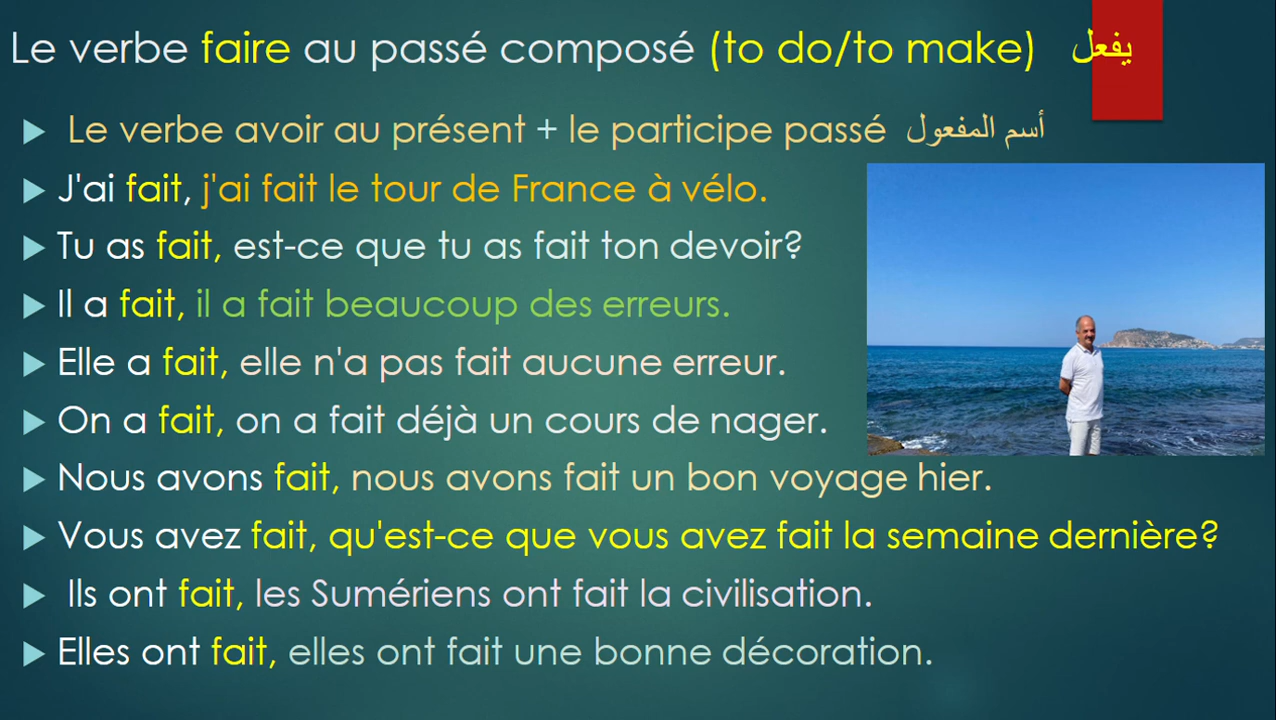 Le verbe faire au passé composé (to do/to make) يفعل
Le verbe avoir au présent + le participe passé أسم المفعول
J'ai fait, j'ai fait le tour de France à vélo.
Tu as fait, est-ce que tu as fait ton devoir?
Il a fait, il a fait beaucoup des erreurs.
Elle a fait, elle n'a pas fait aucune erreur.
On a fait, on a fait déjà un cours de nager.
Nous avons fait, nous avons fait un bon voyage hier.
Vous avez fait, qu'est-ce que vous avez fait la semaine dernière?
Ils ont fait, les Sumériens ont fait la civilisation.
Elles ont fait, elles ont fait une bonne décoration.